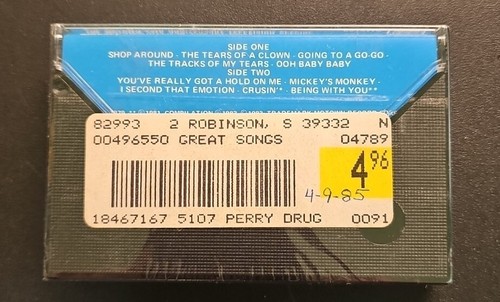 SIDE ONE
SHOP AROUND - THE TEARS OF A CLOWN - GOING TO A GO-GO -
THE TRACKS OF MY TEARS - OOH BABY BABY
SIDE TWO
YOU'VE REALLY GOT A HOLD ON ME - MICKEY'S MONKEY -
I SECOND THAT EMOTION - CRUSIN'* - BEING WITH YOU**
82993 2 ROBINSON, S 39332 N
00496550 GREAT SONGS 04789
4 96
4-9-85
18467167 5107 PERRY DRUG 0091